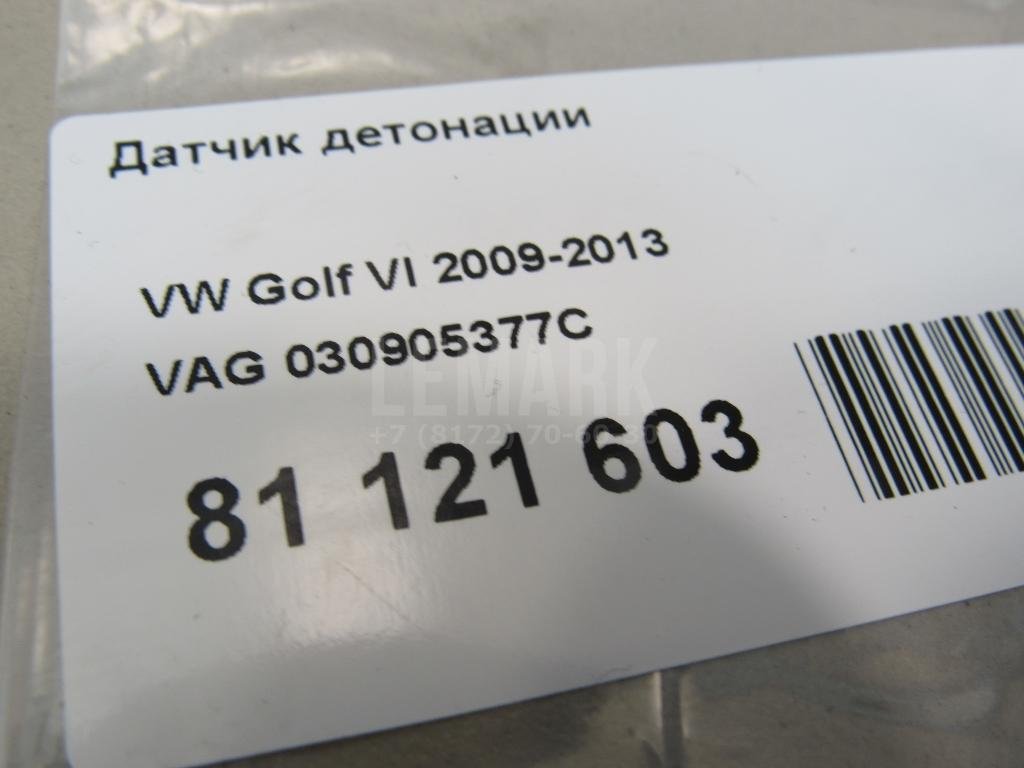 Датчик детонации
VW Golf VI 2009-2013
VAG 030905377C
LEMARK
81 121 603